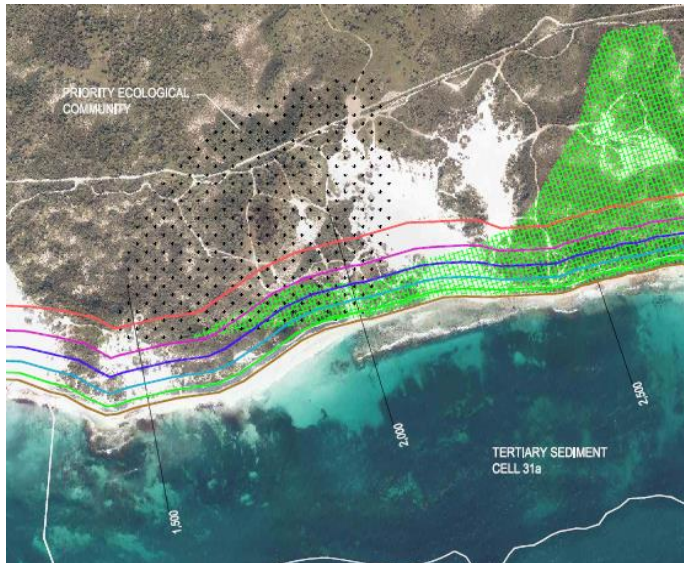 PRIORITY ECOLOGICAL
COMMUNITY
TERTIARY SEDIMENT
CELL 31a
1,500
2,000
2,500